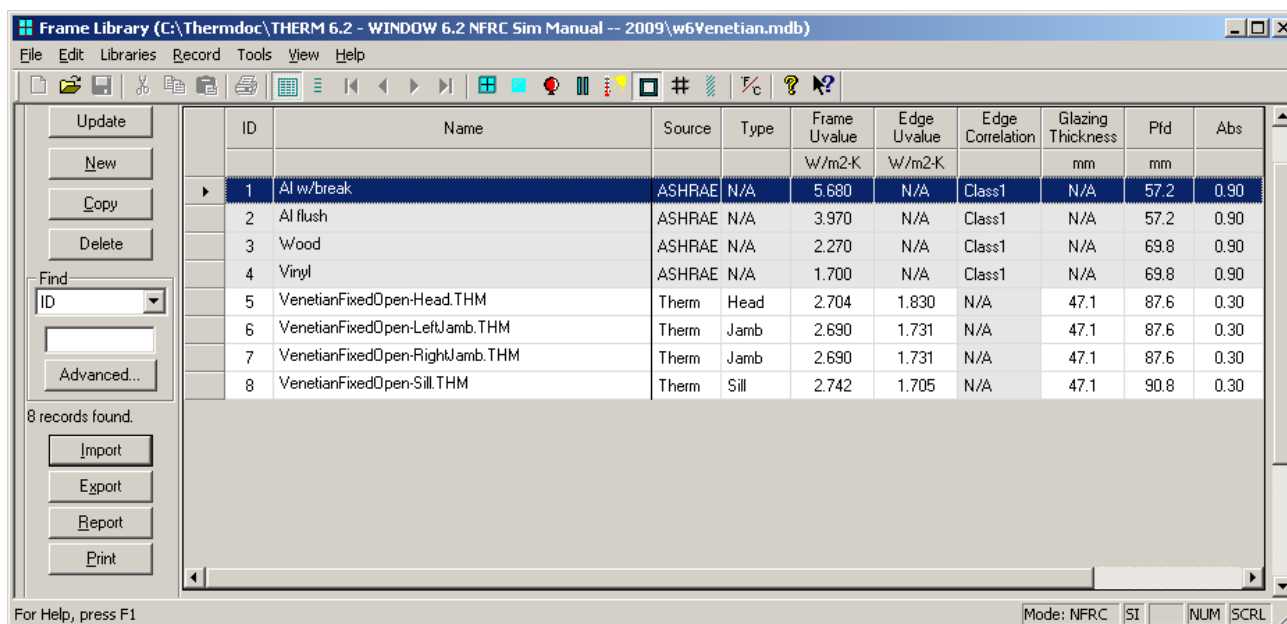 Frame Library (C:\Thermdoc\THERM 6.2 - WINDOW 6.2 NFRC Sim Manual -- 2009\w6Venetian.mdb)
File Edit Libraries Record Tools View Help
Update
New
Copy
Delete
Find
ID
Advanced...
8 records found.
Import
Export
Report
Print
ID Name Source Type Frame Uvalue Edge Uvalue Edge Correlation Glazing Thickness Pfd Abs
W/m2-K W/m2-K mm mm
1 Al w/break ASHRAE N/A 5.680 N/A Class1 N/A 57.2 0.90
2 Al flush ASHRAE N/A 3.970 N/A Class1 N/A 57.2 0.90
3 Wood ASHRAE N/A 2.270 N/A Class1 N/A 69.8 0.90
4 Vinyl ASHRAE N/A 1.700 N/A Class1 N/A 69.8 0.90
5 VenetianFixedOpen-Head.THM Therm Head 2.704 1.830 N/A 47.1 87.6 0.30
6 VenetianFixedOpen-LeftJamb.THM Therm Jamb 2.690 1.731 N/A 47.1 87.6 0.30
7 VenetianFixedOpen-RightJamb.THM Therm Jamb 2.690 1.731 N/A 47.1 87.6 0.30
8 VenetianFixedOpen-Sill.THM Therm Sill 2.742 1.705 N/A 47.1 90.8 0.30
For Help, press F1
Mode: NFRC SI NUM SCRL